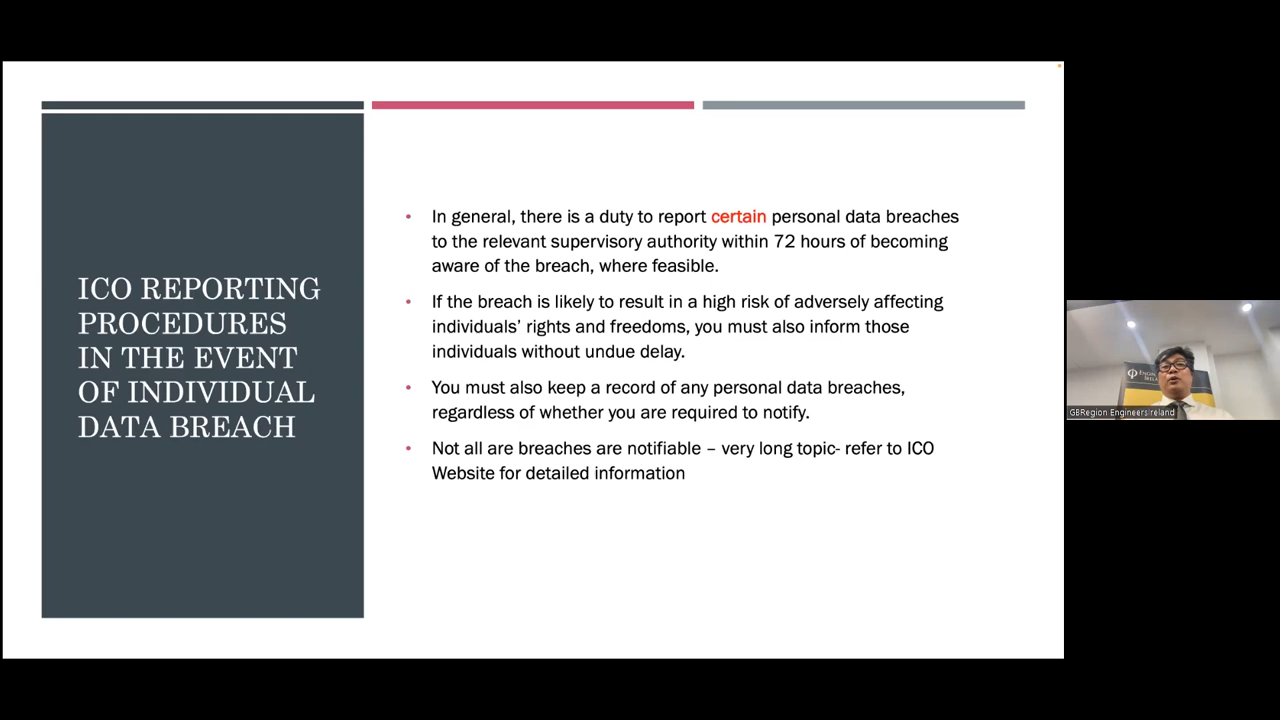 ICO REPORTING
PROCEDURES
IN THE EVENT
OF INDIVIDUAL
DATA BREACH
• In general, there is a duty to report certain personal data breaches
to the relevant supervisory authority within 72 hours of becoming
aware of the breach, where feasible.
• If the breach is likely to result in a high risk of adversely affecting
individuals’ rights and freedoms, you must also inform those
individuals without undue delay.
• You must also keep a record of any personal data breaches,
regardless of whether you are required to notify.
• Not all are breaches are notifiable – very long topic- refer to ICO
Website for detailed information
GBRegion EngineersIreland